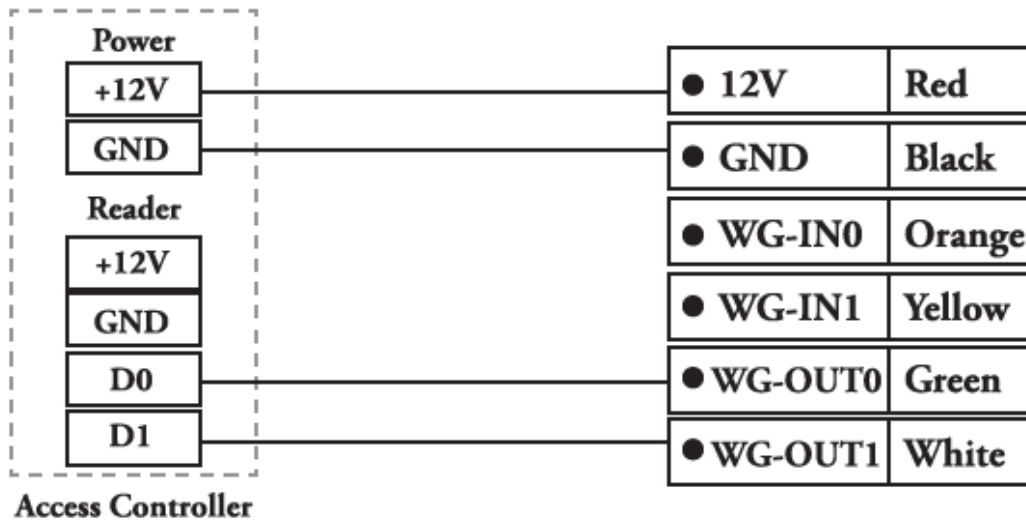 Power
+12V
GND
Reader
+12V
GND
D0
D1
Access Controller
12V Red
GND Black
WG-IN0 Orange
WG-IN1 Yellow
WG-OUT0 Green
WG-OUT1 White